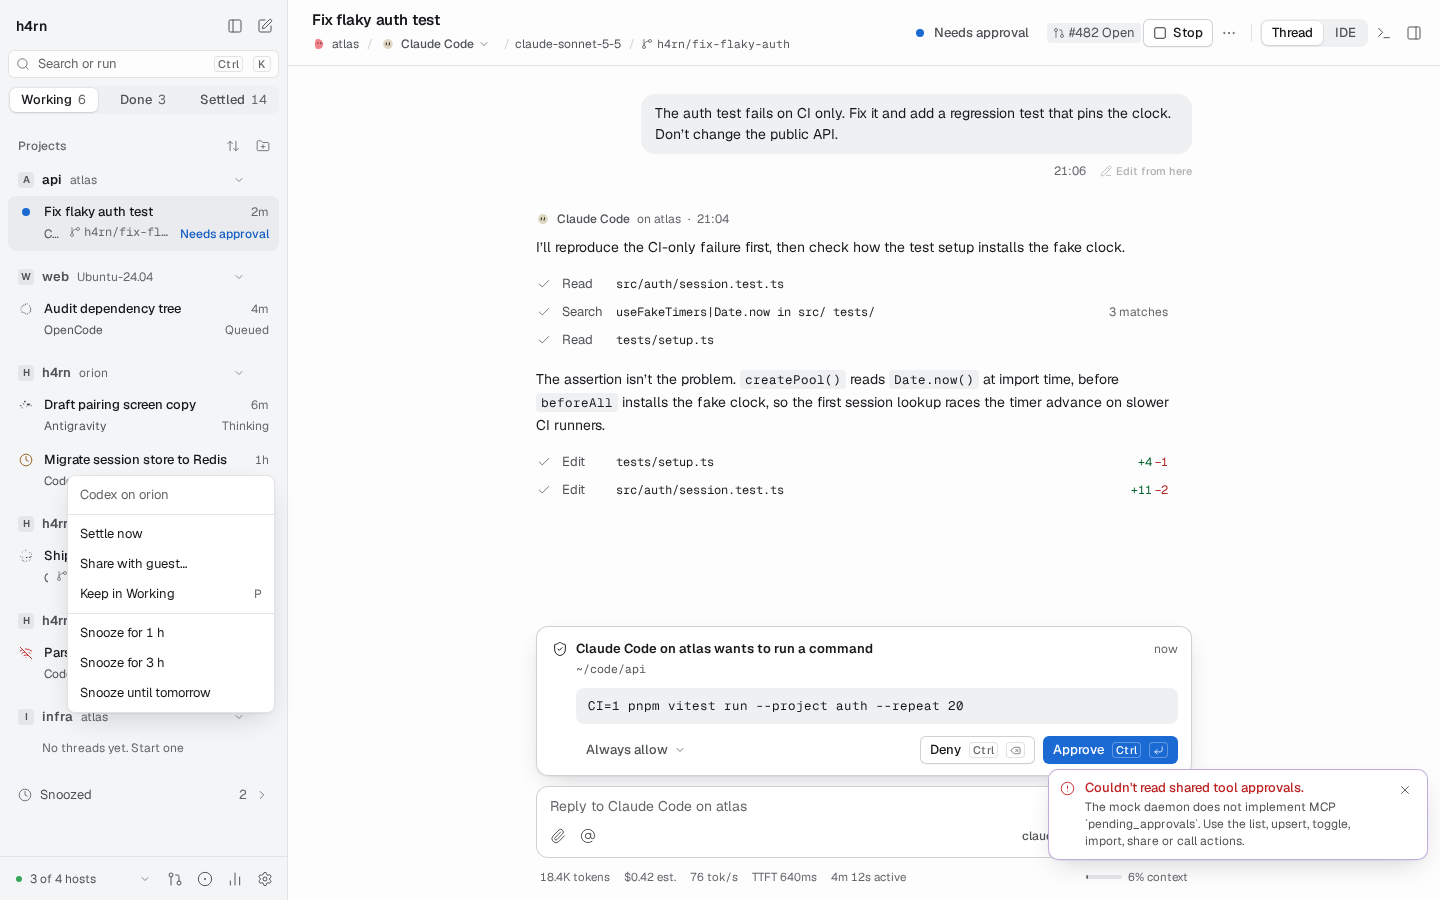 h4rn
Search or run Ctrl K
Working 6 Done 3 Settled 14
Projects
A api atlas
Fix flaky auth test 2m
C… h4rn/fix-fl… Needs approval
W web Ubuntu-24.04
Audit dependency tree 4m
OpenCode Queued
H h4rn orion
Draft pairing screen copy 6m
Antigravity Thinking
Migrate session store to Redis 1h
Codex on orion
Settle now
Share with guest…
Keep in Working P
Snooze for 1 h
Snooze for 3 h
Snooze until tomorrow
H
H
I infra atlas
No threads yet. Start one
Snoozed 2
3 of 4 hosts
Fix flaky auth test
atlas / Claude Code / claude-sonnet-5-5 / h4rn/fix-flaky-auth
Needs approval #482 Open Stop Thread IDE
The auth test fails on CI only. Fix it and add a regression test that pins the clock.
Don’t change the public API.
21:06 Edit from here
Claude Code on atlas · 21:04
I’ll reproduce the CI-only failure first, then check how the test setup installs the fake clock.
Read src/auth/session.test.ts
Search useFakeTimers|Date.now in src/ tests/ 3 matches
Read tests/setup.ts
The assertion isn’t the problem. createPool() reads Date.now() at import time, before
beforeAll installs the fake clock, so the first session lookup races the timer advance on slower
CI runners.
Edit tests/setup.ts +4 −1
Edit src/auth/session.test.ts +11 −2
Claude Code on atlas wants to run a command now
~/code/api
CI=1 pnpm vitest run --project auth --repeat 20
Always allow Deny Ctrl Approve Ctrl
Reply to Claude Code on atlas
18.4K tokens $0.42 est. 76 tok/s TTFT 640ms 4m 12s active 6% context
Couldn't read shared tool approvals.
The mock daemon does not implement MCP
`pending_approvals`. Use the list, upsert, toggle,
import, share or call actions.